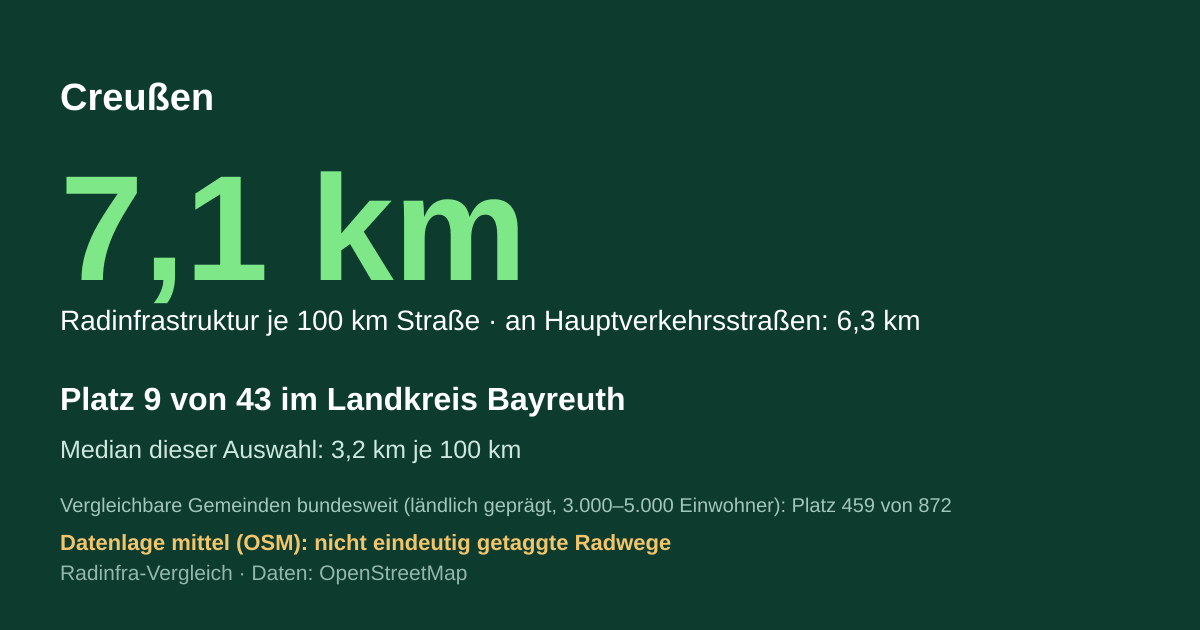 Creußen
7,1 km
Radinfrastruktur je 100 km Straße · an Hauptverkehrsstraßen: 6,3 km
Platz 9 von 43 im Landkreis Bayreuth
Median dieser Auswahl: 3,2 km je 100 km
Vergleichbare Gemeinden bundesweit (ländlich geprägt, 3.000–5.000 Einwohner): Platz 459 von 872
Datenlage mittel (OSM): nicht eindeutig getaggte Radwege
Radinfra-Vergleich · Daten: OpenStreetMap